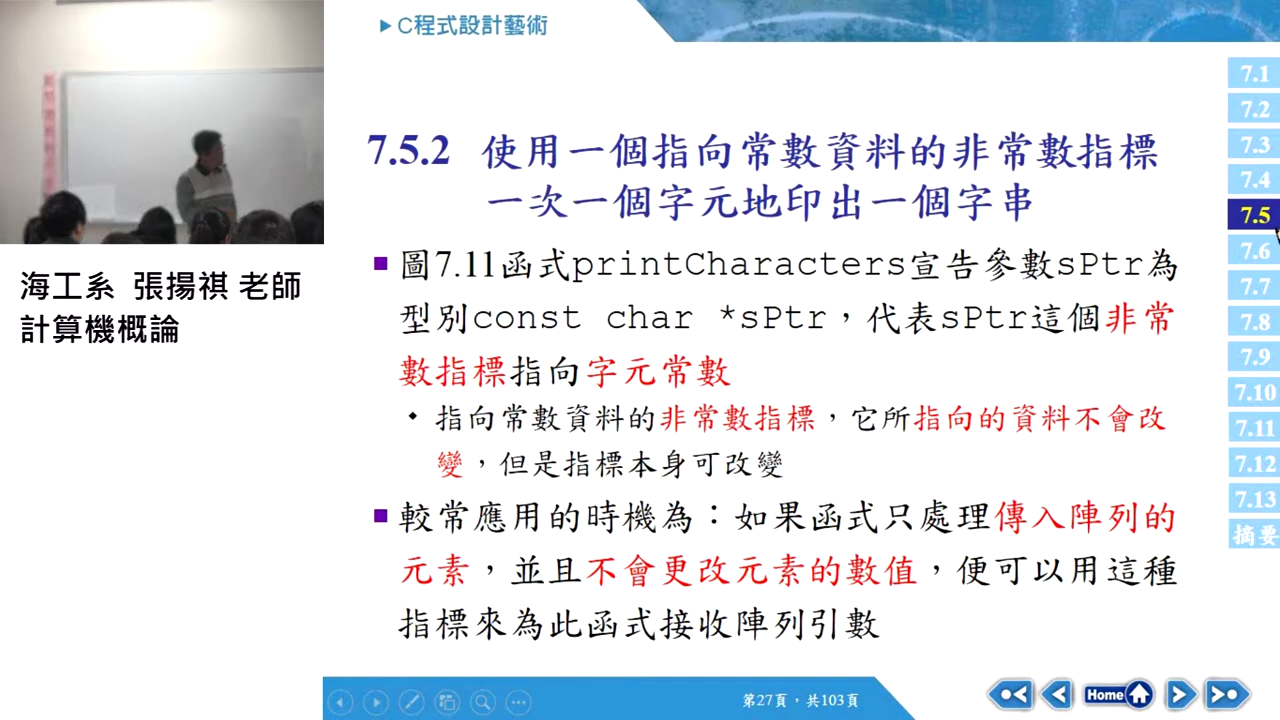 C程式設計藝術
7.5.2 使用一個指向常數資料的非常數指標
一次一個字元地印出一個字串
圖7.11函式printCharacters宣告參數sPtr為
型別const char *sPtr，代表sPtr這個非常
數指標指向字元常數
指向常數資料的非常數指標，它所指向的資料不會改
變，但是指標本身可改變
較常應用的時機為：如果函式只處理傳入陣列的
元素，並且不會更改元素的數值，便可以用這種
指標來為此函式接收陣列引數
海工系 張揚祺 老師
計算機概論
7.1
7.2
7.3
7.4
7.5
7.6
7.7
7.8
7.9
7.10
7.11
7.12
7.13
摘要
第27頁，共103頁
Home